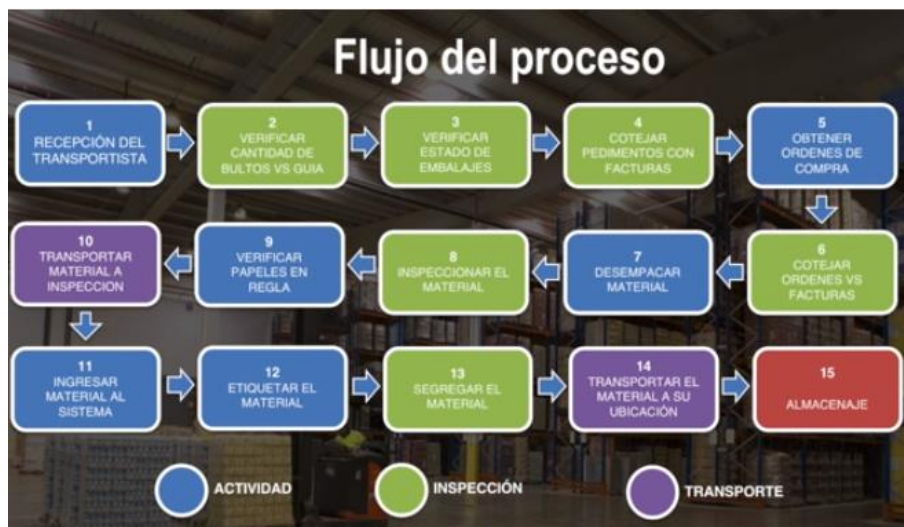 Flujo del proceso
1
RECEPCIÓN DEL
TRANSPORTISTA
2
VERIFICAR
CANTIDAD DE
BULTOS VS GUIA
3
VERIFICAR
ESTADO DE
EMBALAJES
4
COTEJAR
PEDIMENTOS CON
FACTURAS
5
OBTENER
ORDENES DE
COMPRA
6
COTEJAR
ORDENES VS
FACTURAS
7
DESEMPACAR
MATERIAL
8
INSPECCIONAR EL
MATERIAL
9
VERIFICAR
PAPELES EN
REGLA
10
TRANSPORTAR
MATERIAL A
INSPECCION
11
INGRESAR
MATERIAL AL
SISTEMA
12
ETIQUETAR EL
MATERIAL
13
SEGREGAR EL
MATERIAL
14
TRANSPORTAR EL
MATERIAL A SU
UBICACIÓN
15
ALMACENAJE
ACTIVIDAD
INSPECCIÓN
TRANSPORTE